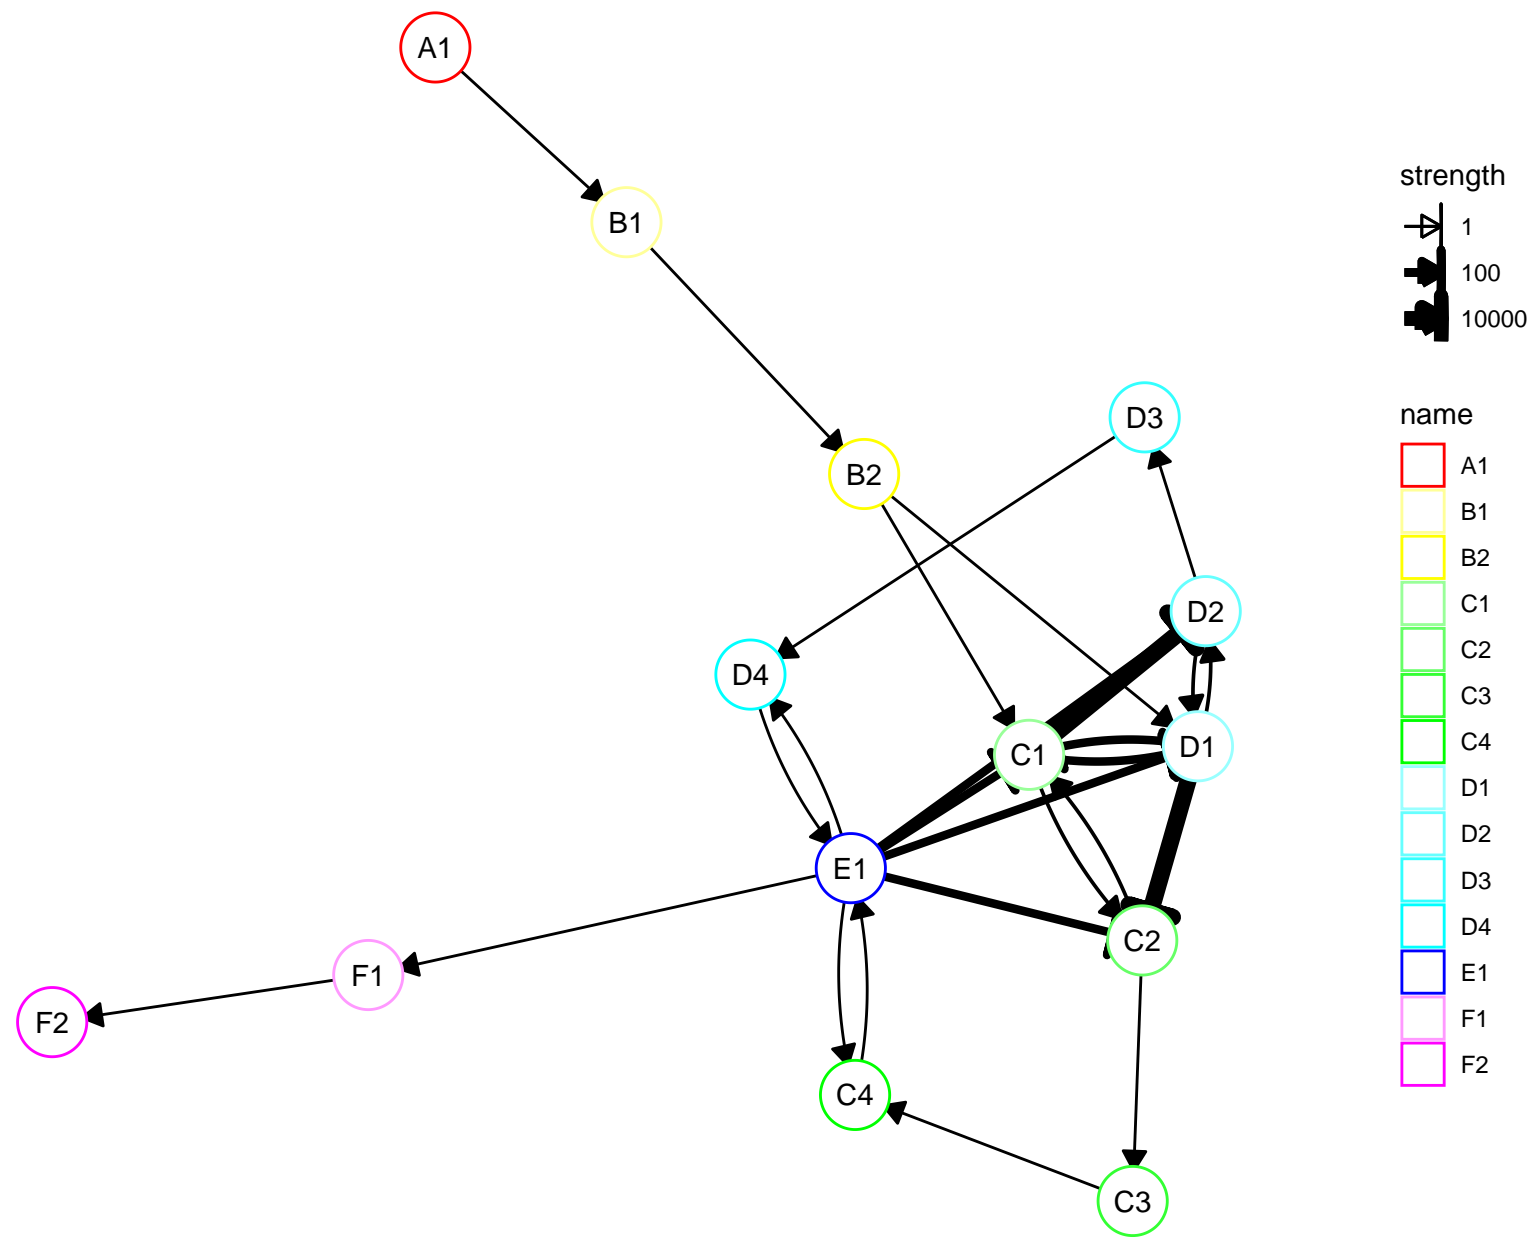 A1
B1
B2
D3
D2
D4
C1
D1
E1
C2
F1
F2
C4
C3
strength
1
100
10000
name
A1
B1
B2
C1
C2
C3
C4
D1
D2
D3
D4
E1
F1
F2